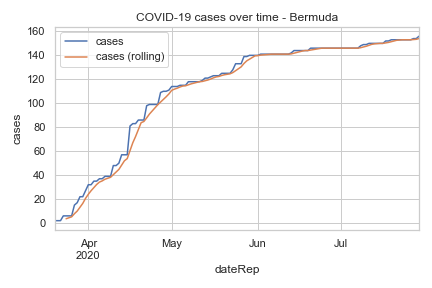 COVID-19 cases over time - Bermuda
cases
cases (rolling)
160
140
120
100
80
60
40
20
0
cases
Apr
2020
May
Jun
Jul
dateRep